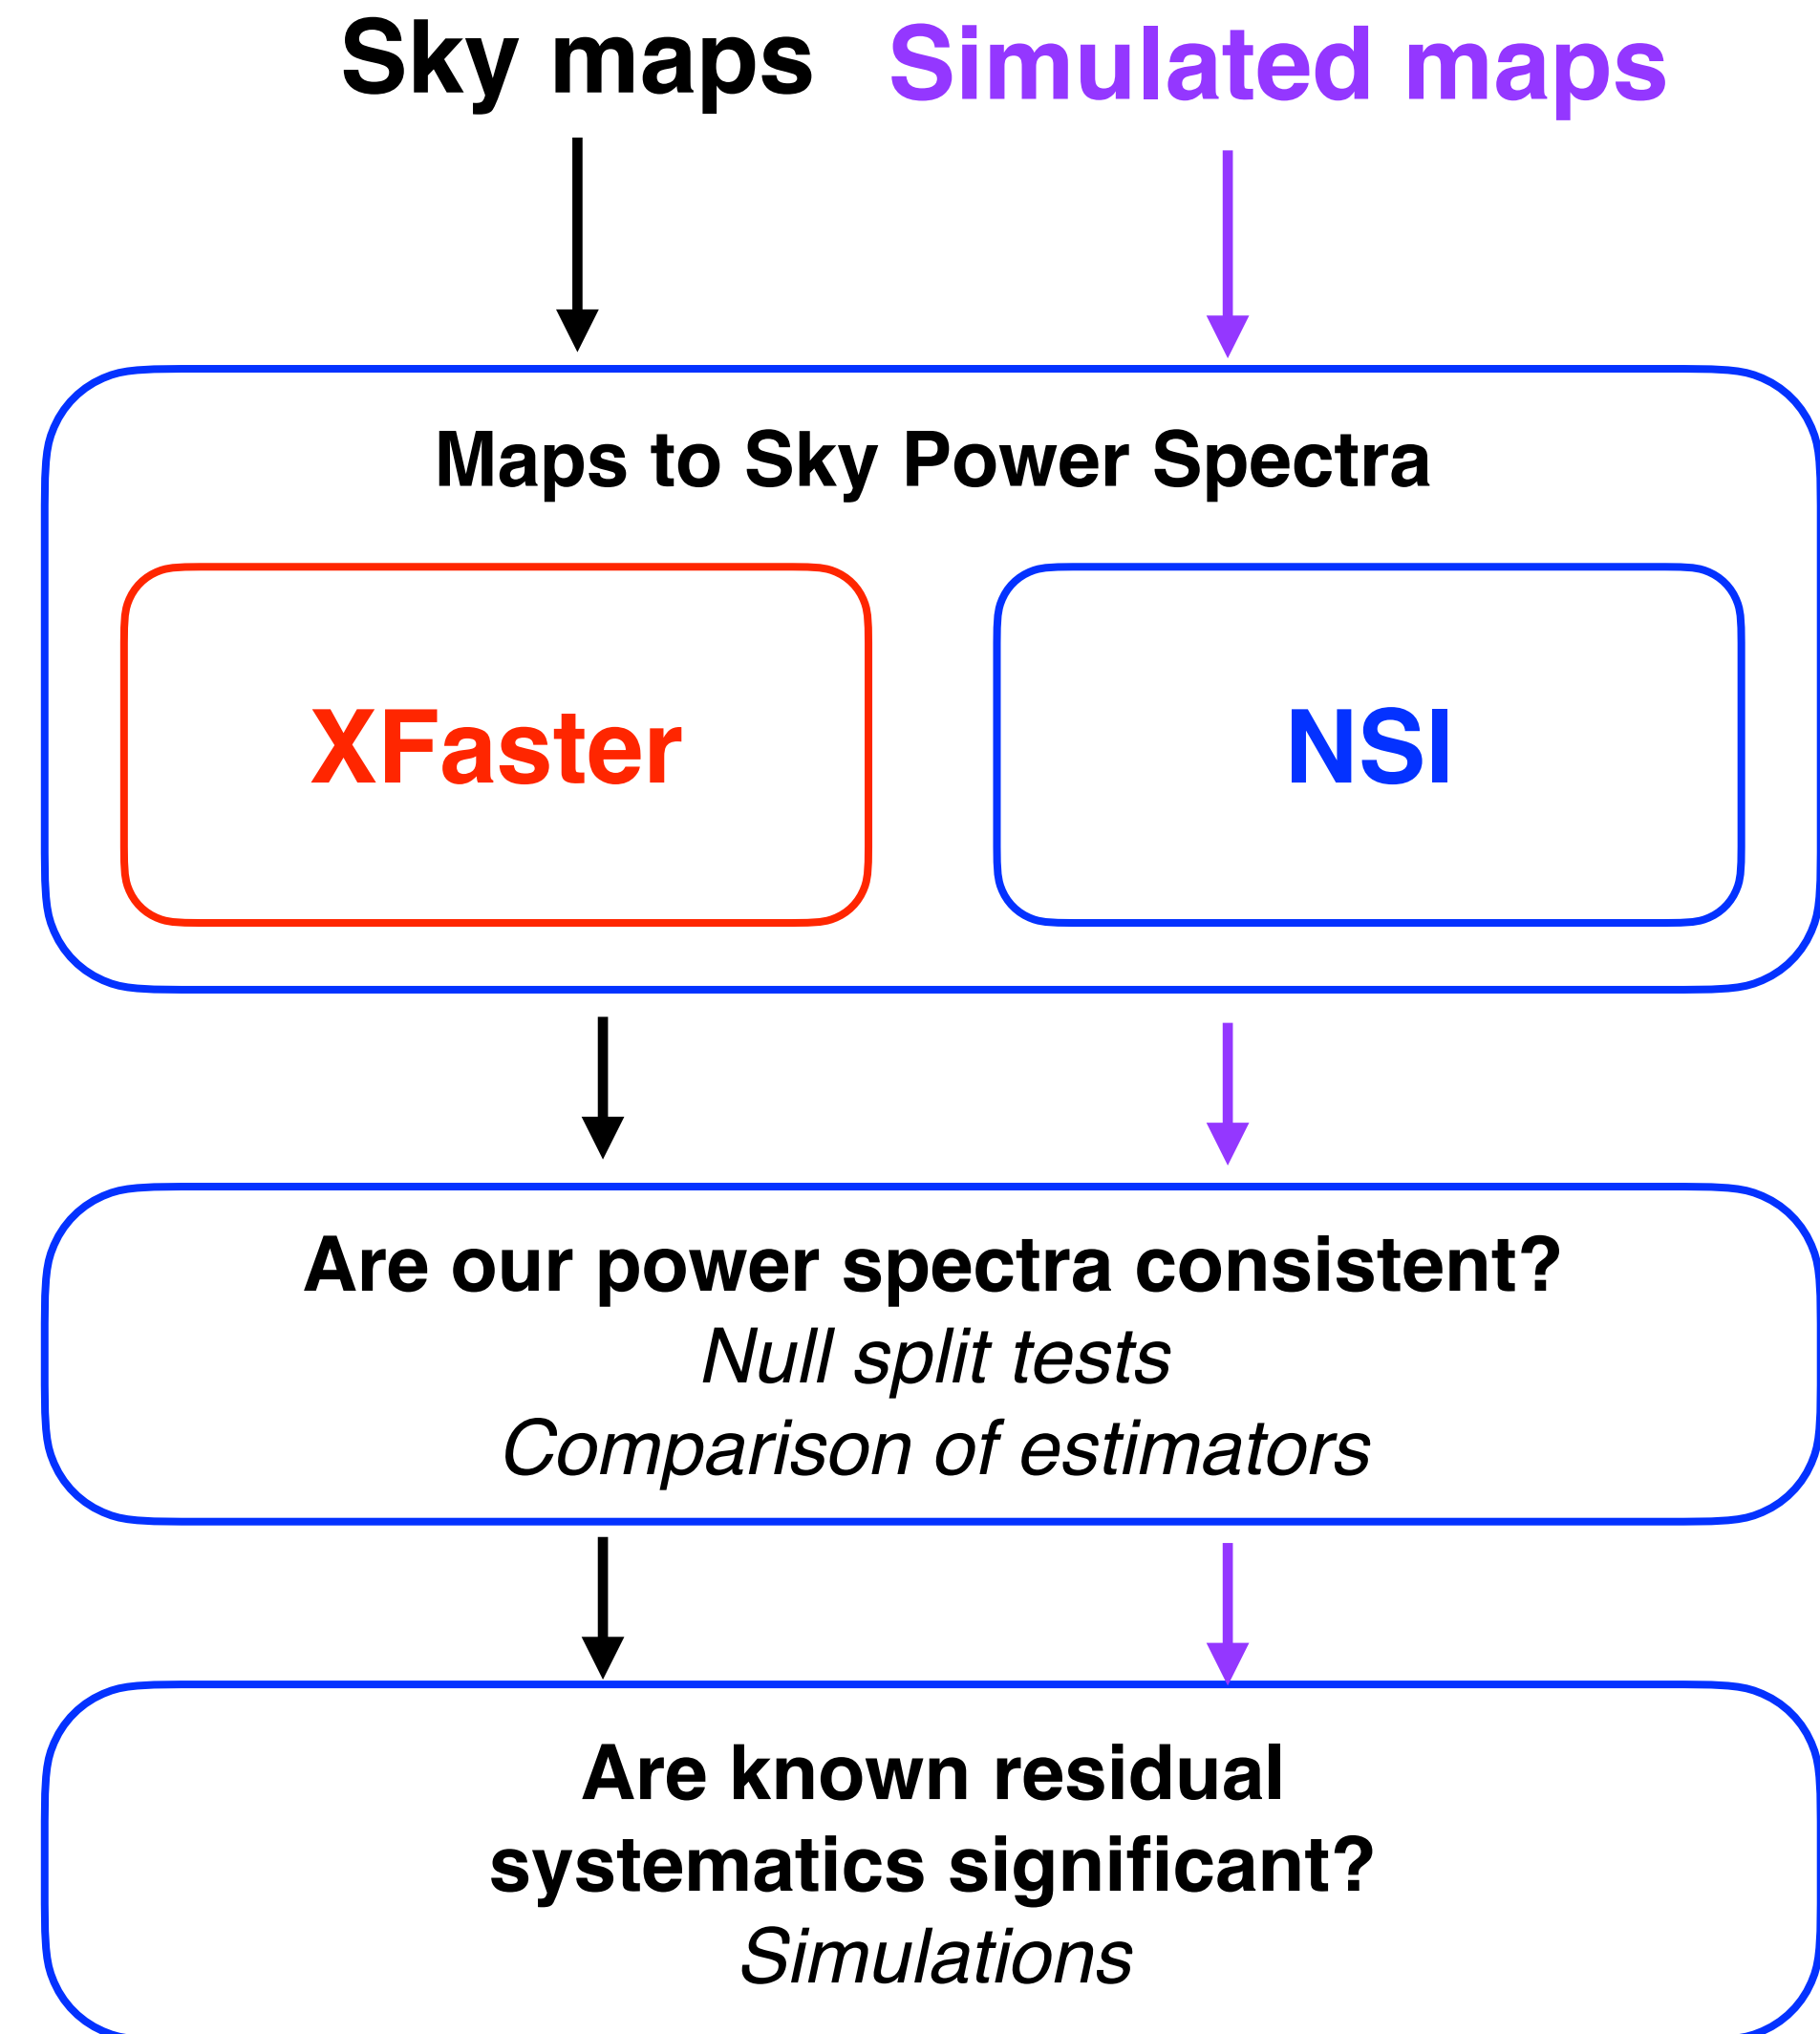 Sky maps
Simulated maps
Maps to Sky Power Spectra
XFaster
NSI
Are our power spectra consistent?
Null split tests
Comparison of estimators
Are known residual
systematics significant?
Simulations